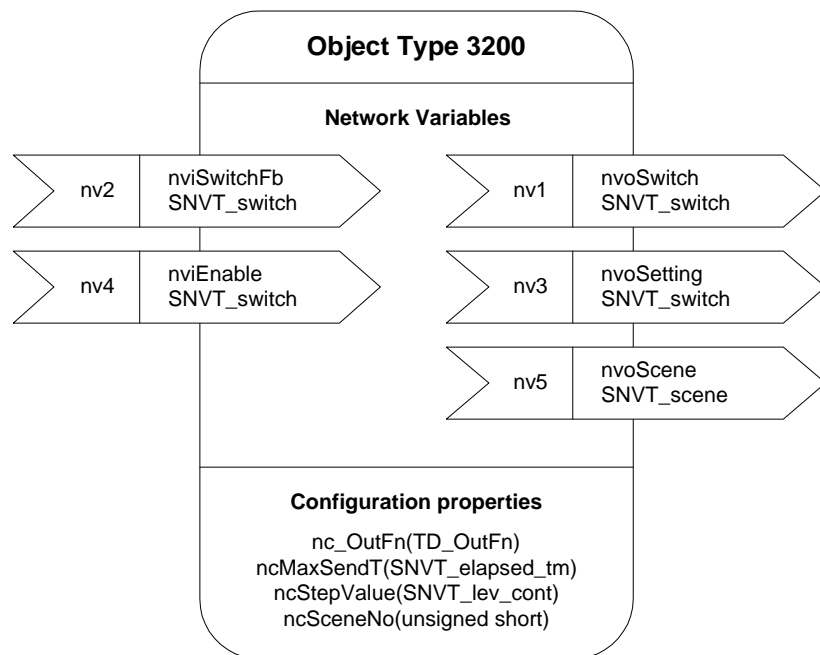 Object Type 3200
Network Variables
nv2
nviSwitchFb
SNVT_switch
nv1
nvoSwitch
SNVT_switch
nv4
nviEnable
SNVT_switch
nv3
nvoSetting
SNVT_switch
nv5
nvoScene
SNVT_scene
Configuration properties
nc_OutFn(TD_OutFn)
ncMaxSendT(SNVT_elapsed_tm)
ncStepValue(SNVT_lev_cont)
ncSceneNo(unsigned short)